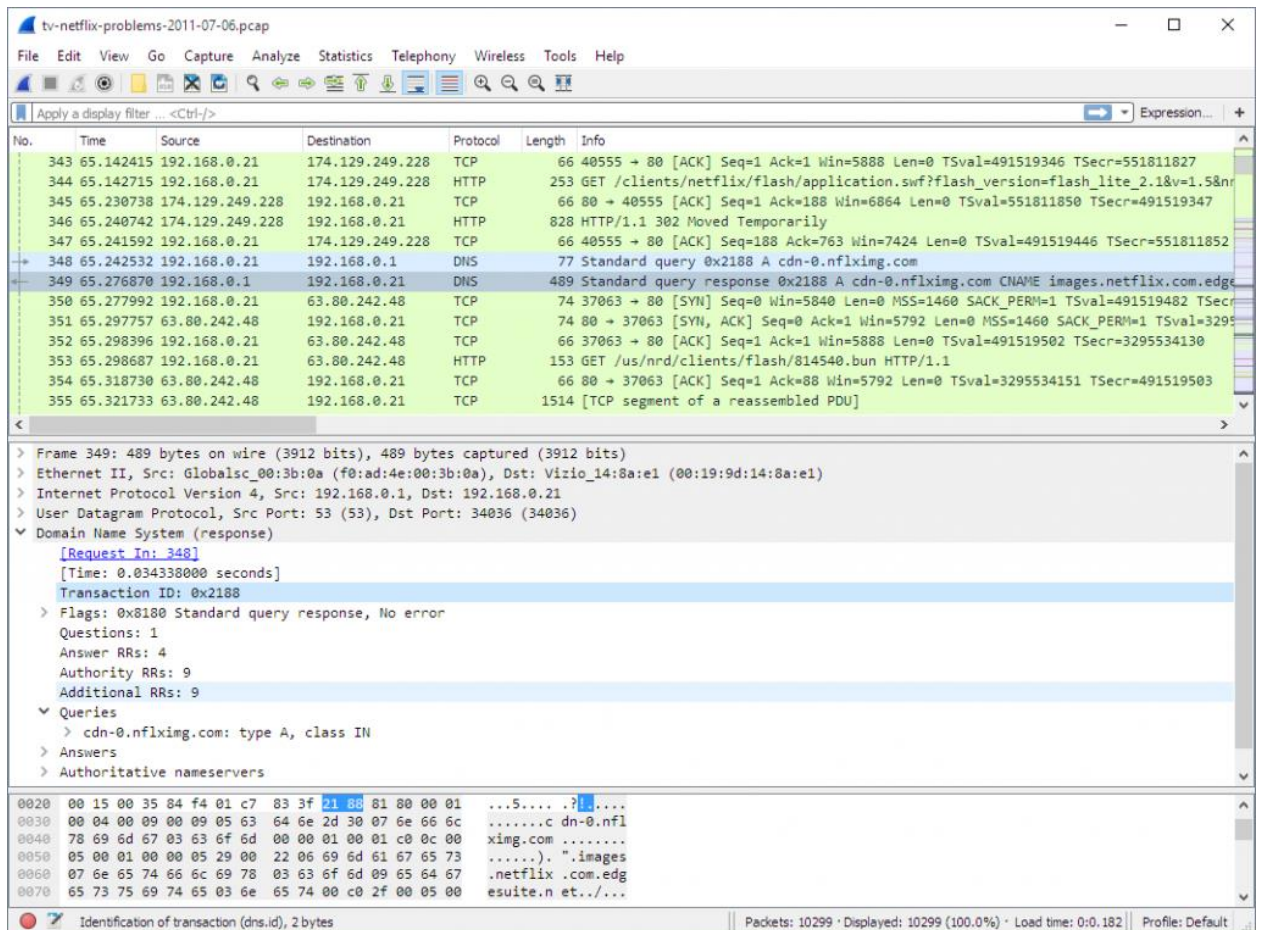 tv-netflix-problems-2011-07-06.pcap
File Edit View Go Capture Analyze Statistics Telephony Wireless Tools Help
Apply a display filter ... <Ctrl-/> Expression... +
No. Time Source Destination Protocol Length Info
343 65.142415 192.168.0.21 174.129.249.228 TCP 66 40555 → 80 [ACK] Seq=1 Ack=1 Win=5888 Len=0 TSval=491519346 TSecr=551811827
344 65.142715 192.168.0.21 174.129.249.228 HTTP 253 GET /clients/netflix/flash/application.swf?flash_version=flash_lite_2.1&v=1.5&nr
345 65.230738 174.129.249.228 192.168.0.21 TCP 66 80 → 40555 [ACK] Seq=1 Ack=188 Win=6864 Len=0 TSval=551811850 TSecr=491519347
346 65.240742 174.129.249.228 192.168.0.21 HTTP 828 HTTP/1.1 302 Moved Temporarily
347 65.241592 192.168.0.21 174.129.249.228 TCP 66 40555 → 80 [ACK] Seq=188 Ack=763 Win=7424 Len=0 TSval=491519446 TSecr=551811852
348 65.242532 192.168.0.21 192.168.0.1 DNS 77 Standard query 0x2188 A cdn-0.nflximg.com
349 65.276870 192.168.0.1 192.168.0.21 DNS 489 Standard query response 0x2188 A cdn-0.nflximg.com CNAME images.netflix.com.edge
350 65.277992 192.168.0.21 63.80.242.48 TCP 74 37063 → 80 [SYN] Seq=0 Win=5840 Len=0 MSS=1460 SACK_PERM=1 TSval=491519482 TSecr
351 65.297757 63.80.242.48 192.168.0.21 TCP 74 80 → 37063 [SYN, ACK] Seq=0 Ack=1 Win=5792 Len=0 MSS=1460 SACK_PERM=1 TSval=3295
352 65.298396 192.168.0.21 63.80.242.48 TCP 66 37063 → 80 [ACK] Seq=1 Ack=1 Win=5888 Len=0 TSval=491519502 TSecr=3295534130
353 65.298687 192.168.0.21 63.80.242.48 HTTP 153 GET /us/nrd/clients/flash/814540.bun HTTP/1.1
354 65.318730 63.80.242.48 192.168.0.21 TCP 66 80 → 37063 [ACK] Seq=1 Ack=88 Win=5792 Len=0 TSval=3295534151 TSecr=491519503
355 65.321733 63.80.242.48 192.168.0.21 TCP 1514 [TCP segment of a reassembled PDU]
Frame 349: 489 bytes on wire (3912 bits), 489 bytes captured (3912 bits)
Ethernet II, Src: Globalsc_00:3b:0a (f0:ad:4e:00:3b:0a), Dst: Vizio_14:8a:e1 (00:19:9d:14:8a:e1)
Internet Protocol Version 4, Src: 192.168.0.1, Dst: 192.168.0.21
User Datagram Protocol, Src Port: 53 (53), Dst Port: 34036 (34036)
Domain Name System (response)
[Request In: 348]
[Time: 0.034338000 seconds]
Transaction ID: 0x2188
Flags: 0x8180 Standard query response, No error
Questions: 1
Answer RRs: 4
Authority RRs: 9
Additional RRs: 9
Queries
cdn-0.nflximg.com: type A, class IN
Answers
Authoritative nameservers
0020 00 15 00 35 84 f4 01 c7 83 3f 21 88 81 80 00 01 ...5.... .?!.....
0030 00 04 00 09 00 09 05 63 64 6e 2d 30 07 6e 66 6c .......c dn-0.nfl
0040 78 69 6d 67 03 63 6f 6d 00 00 01 00 01 c0 0c 00 ximg.com ........
0050 05 00 01 00 00 05 29 00 22 06 69 6d 61 67 65 73 ......). ".images
0060 07 6e 65 74 66 6c 69 78 03 63 6f 6d 09 65 64 67 .netflix .com.edg
0070 65 73 75 69 74 65 03 6e 65 74 00 c0 2f 00 05 00 esuite.n et../...
Identification of transaction (dns.id), 2 bytes Packets: 10299 · Displayed: 10299 (100.0%) · Load time: 0:0.182 Profile: Default